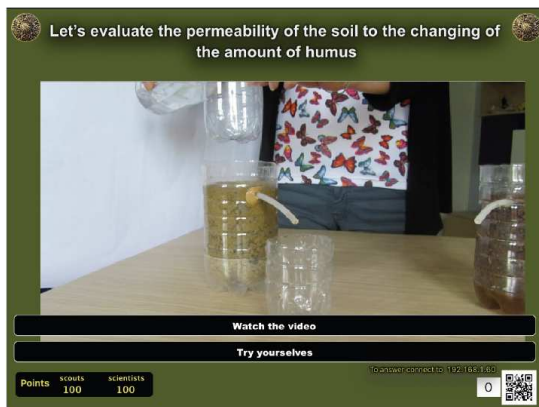 Let's evaluate the permeability of the soil to the changing of
the amount of humus
Watch the video
Try yourselves
To answer connect to 192.168.1.60
Points
scouts
scientists
100
100
0